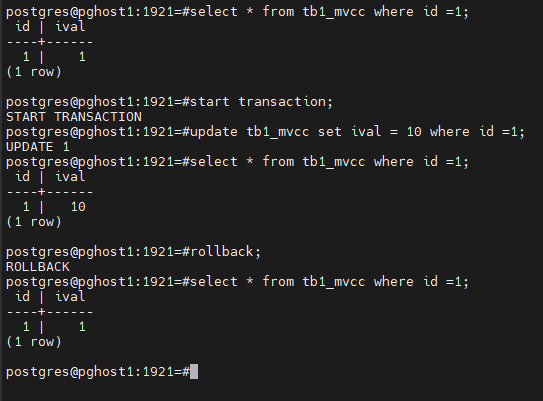 postgres@pghost1:1921=#select * from tb1_mvcc where id =1;
 id | ival
----+------
  1 |    1
(1 row)

postgres@pghost1:1921=#start transaction;
START TRANSACTION
postgres@pghost1:1921=#update tb1_mvcc set ival = 10 where id =1;
UPDATE 1
postgres@pghost1:1921=#select * from tb1_mvcc where id =1;
 id | ival
----+------
  1 |   10
(1 row)

postgres@pghost1:1921=#rollback;
ROLLBACK
postgres@pghost1:1921=#select * from tb1_mvcc where id =1;
 id | ival
----+------
  1 |    1
(1 row)

postgres@pghost1:1921=#